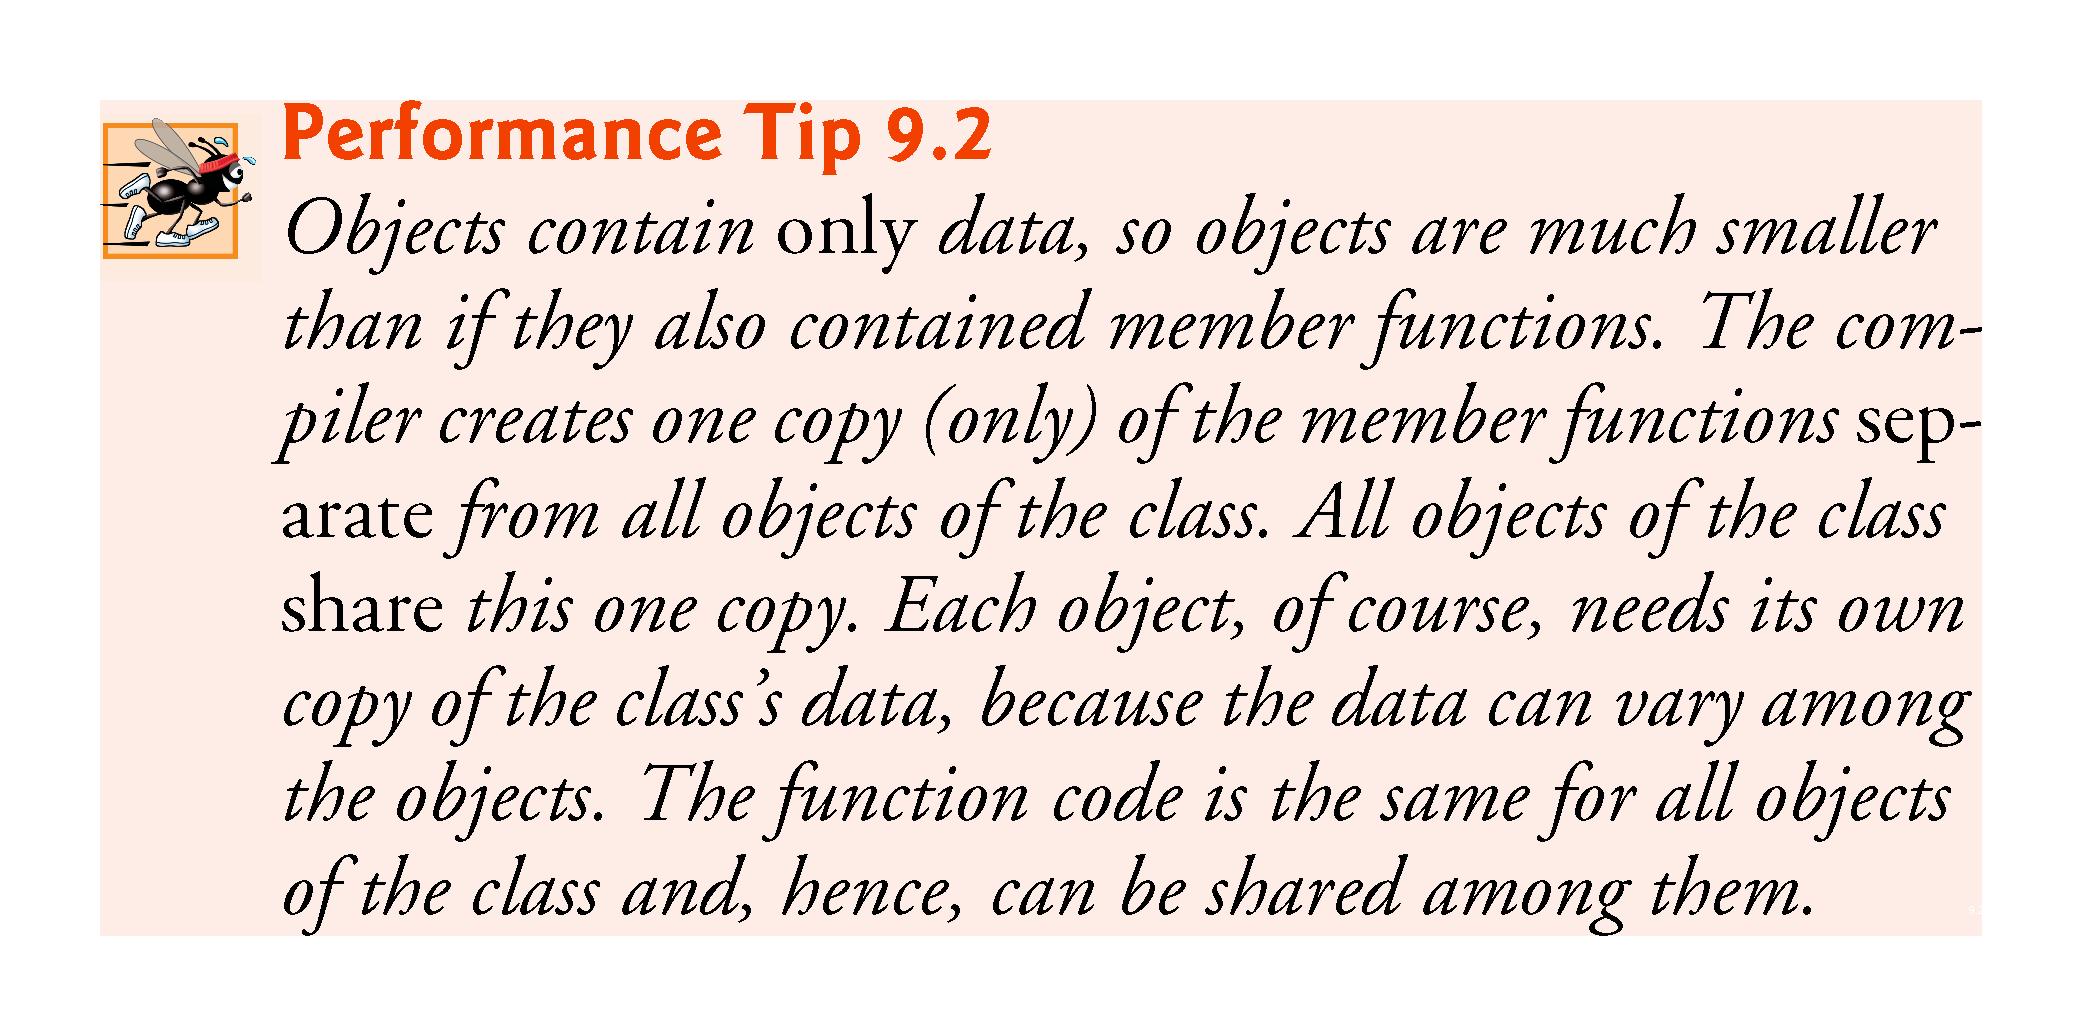 Performance Tip 9.2
Objects contain only data, so objects are much smaller
than if they also contained member functions. The com-
piler creates one copy (only) of the member functions sep-
arate from all objects of the class. All objects of the class
share this one copy. Each object, of course, needs its own
copy of the class’s data, because the data can vary among
the objects. The function code is the same for all objects
of the class and, hence, can be shared among them.